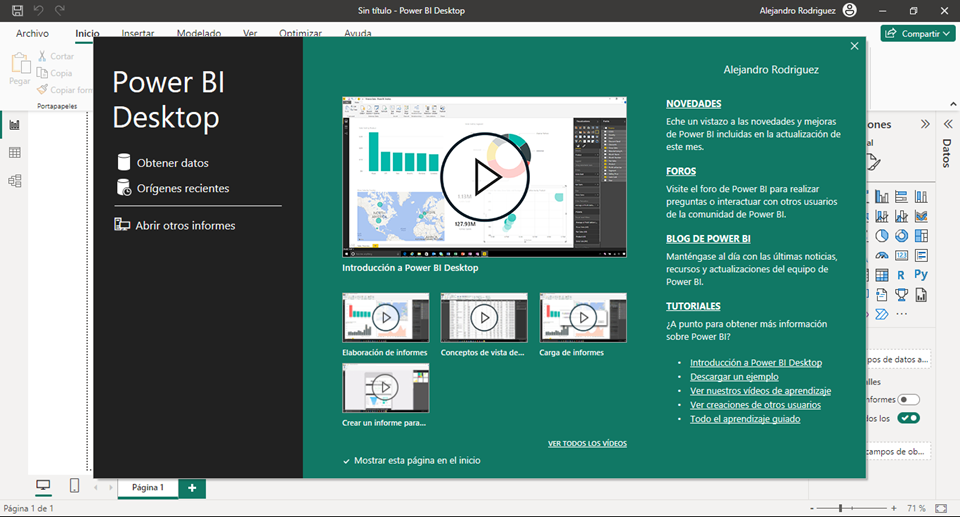 Sin título - Power BI Desktop
Alejandro Rodriguez
Archivo Inicio Insertar Modelado Ver Optimizar Ayuda
Compartir
Pegar
Cortar
Copia
Copiar form
Portapapeles
Power BI
Desktop
Obtener datos
Orígenes recientes
Abrir otros informes
127.93M
Introducción a Power BI Desktop
Elaboración de informes
Conceptos de vista de...
Carga de informes
Crear un informe para...
VER TODOS LOS VÍDEOS
Mostrar esta página en el inicio
Alejandro Rodriguez
NOVEDADES
Eche un vistazo a las novedades y mejoras
de Power BI incluidas en la actualización de
este mes.
FOROS
Visite el foro de Power BI para realizar
preguntas o interactuar con otros usuarios
de la comunidad de Power BI.
BLOG DE POWER BI
Manténgase al día con las últimas noticias,
recursos y actualizaciones del equipo de
Power BI.
TUTORIALES
¿A punto para obtener más información
sobre Power BI?
• Introducción a Power BI Desktop
• Descargar un ejemplo
• Ver nuestros vídeos de aprendizaje
• Ver creaciones de otros usuarios
• Todo el aprendizaje guiado
ones
al
Datos
123
R Py
pos de datos a...
lles
nformes
dos los
campos de ob...
Página 1
Página 1 de 1
71 %